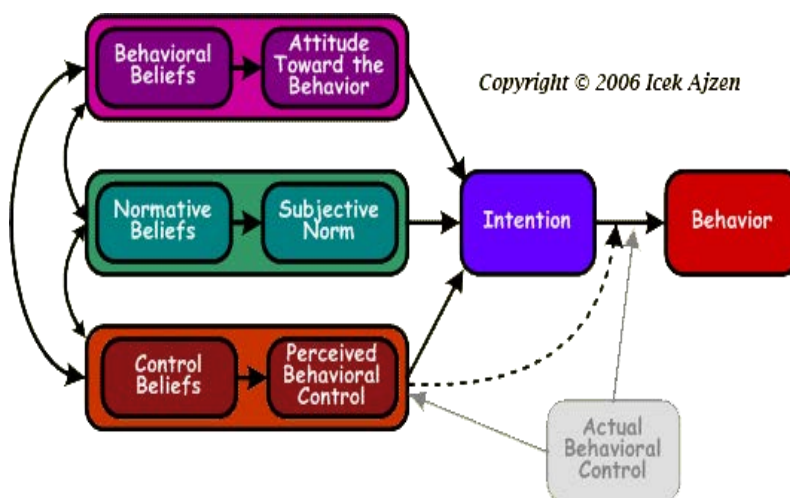 Behavioral
Beliefs
Attitude
Toward the
Behavior
Copyright © 2006 Icek Ajzen
Normative
Beliefs
Subjective
Norm
Intention
Behavior
Control
Beliefs
Perceived
Behavioral
Control
Actual
Behavioral
Control